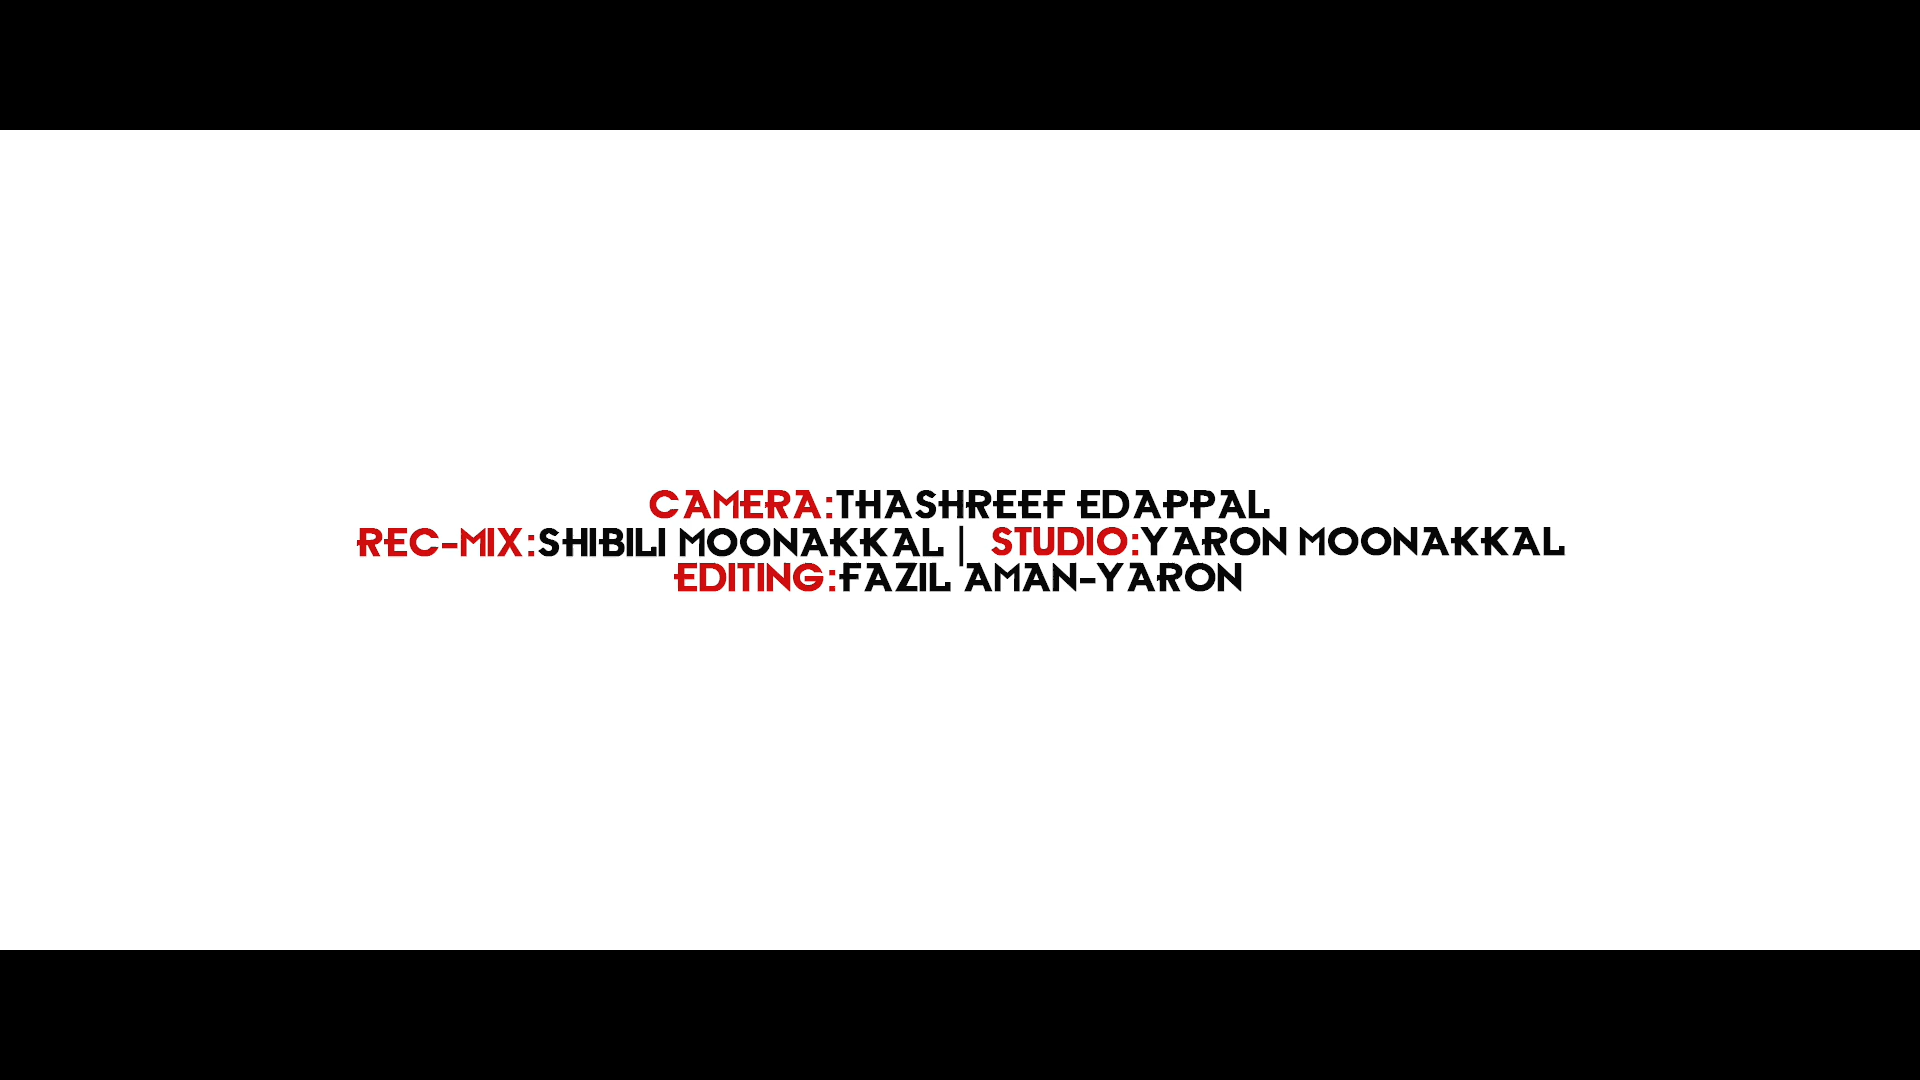 CAMERA:THASHREEF EDAPPAL
REC-MIX:SHIBILI MOONAKKAL | STUDIO:YARON MOONAKKAL
EDITING:FAZIL AMAN-YARON